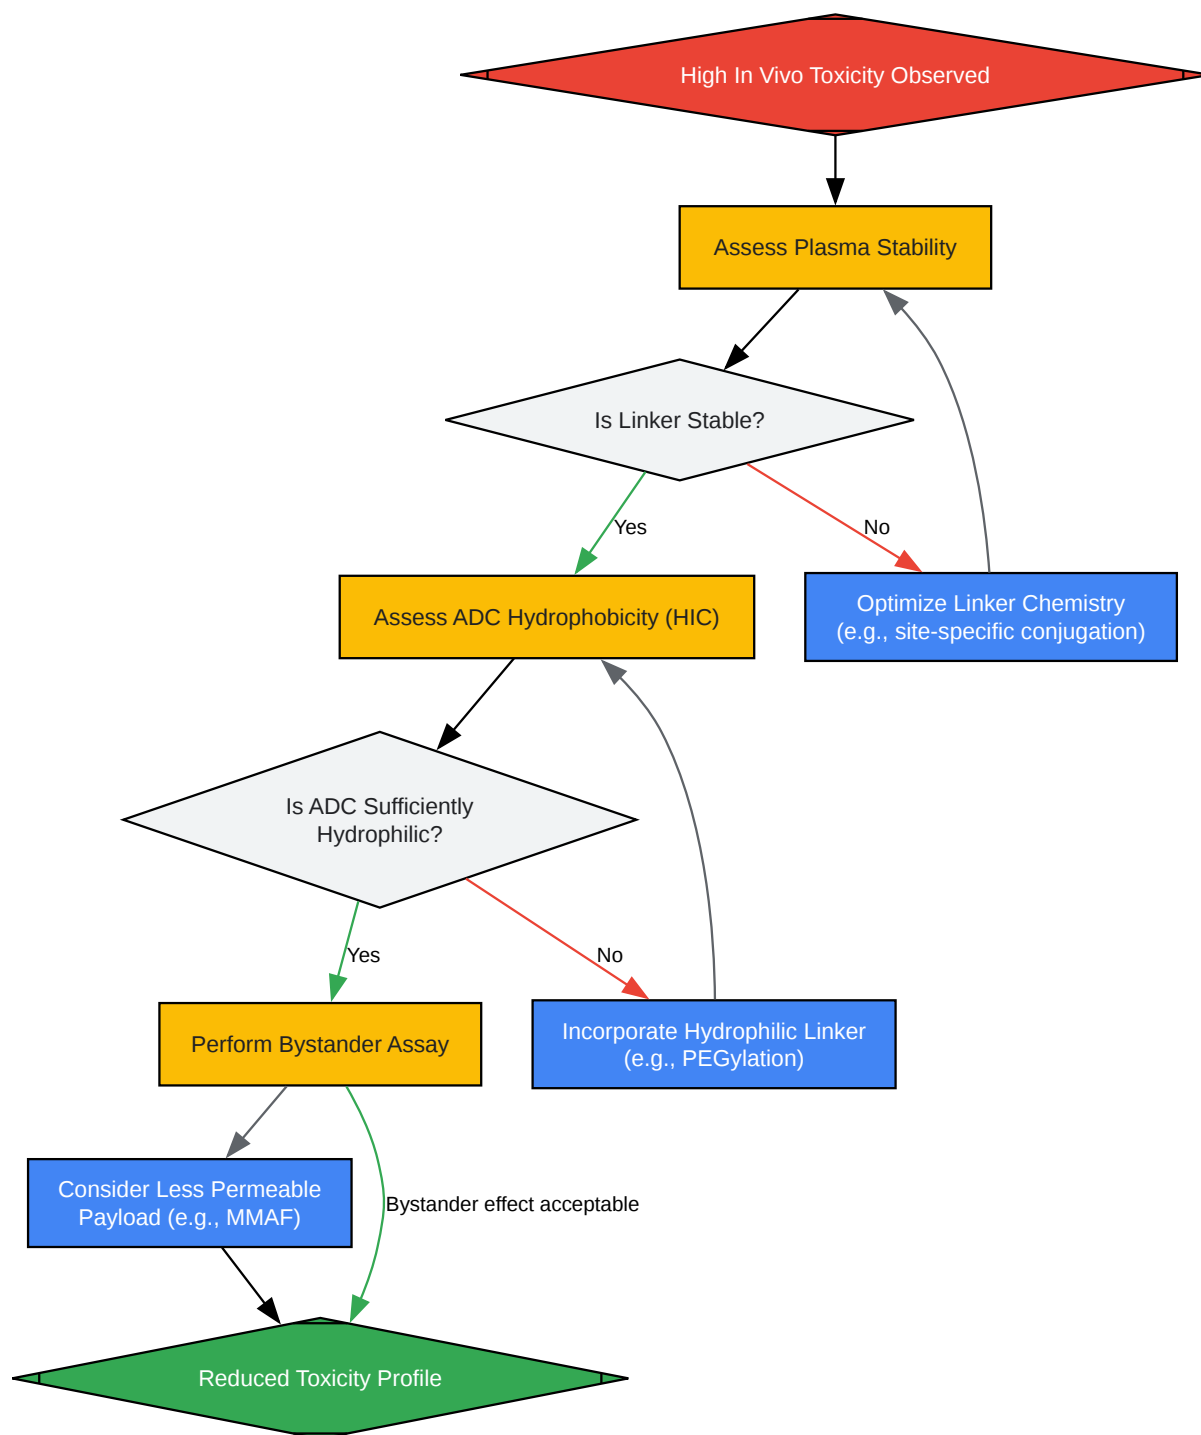 High In Vivo Toxicity Observed
Assess Plasma Stability
Is Linker Stable?
Yes
No
Optimize Linker Chemistry
(e.g., site-specific conjugation)
Assess ADC Hydrophobicity (HIC)
Is ADC Sufficiently
Hydrophilic?
Yes
No
Perform Bystander Assay
Incorporate Hydrophilic Linker
(e.g., PEGylation)
Consider Less Permeable
Payload (e.g., MMAF)
Bystander effect acceptable
Reduced Toxicity Profile